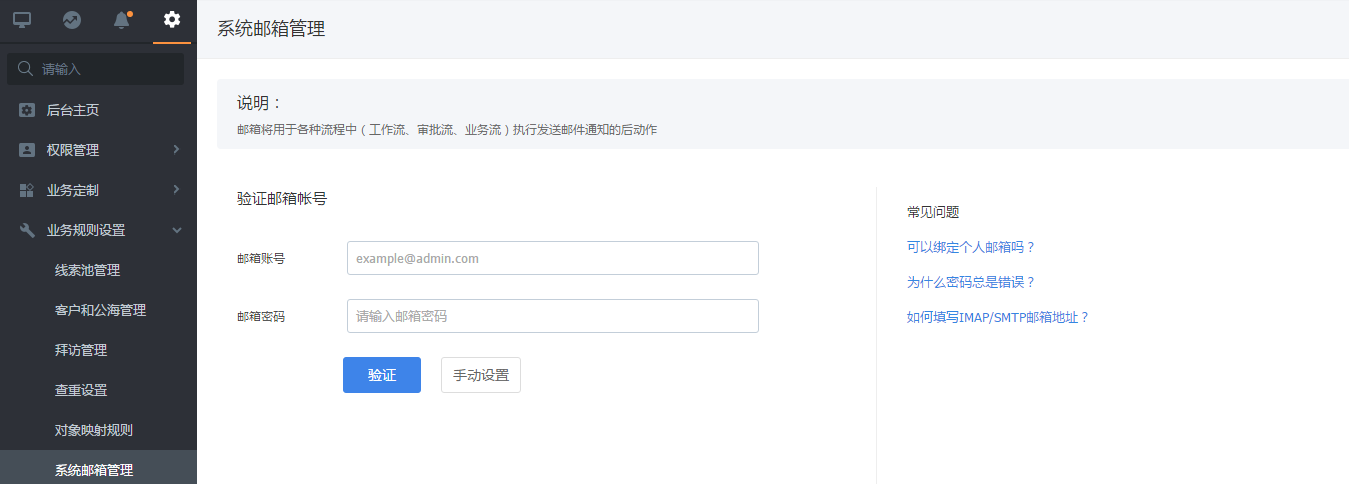 请输入
后台主页
权限管理
业务定制
业务规则设置
线索池管理
客户和公海管理
拜访管理
查重设置
对象映射规则
系统邮箱管理
系统邮箱管理
说明：
邮箱将用于各种流程中（工作流、审批流、业务流）执行发送邮件通知的后动作
验证邮箱帐号
邮箱账号
example@admin.com
邮箱密码
请输入邮箱密码
验证
手动设置
常见问题
可以绑定个人邮箱吗？
为什么密码总是错误？
如何填写IMAP/SMTP邮箱地址？